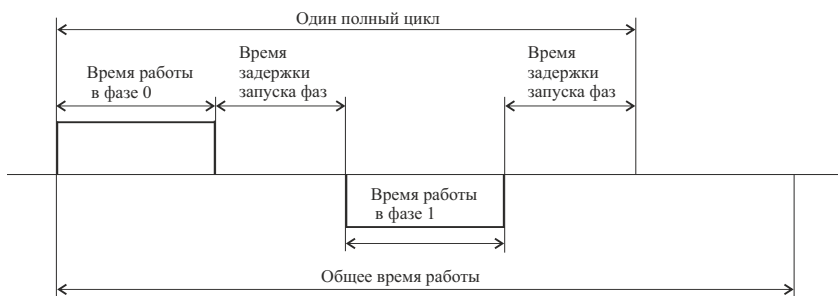 Один полный цикл
Время работы
в фазе 0
Время
задержки
запуска фаз
Время
задержки
запуска фаз
Время работы
в фазе 1
Общее время работы